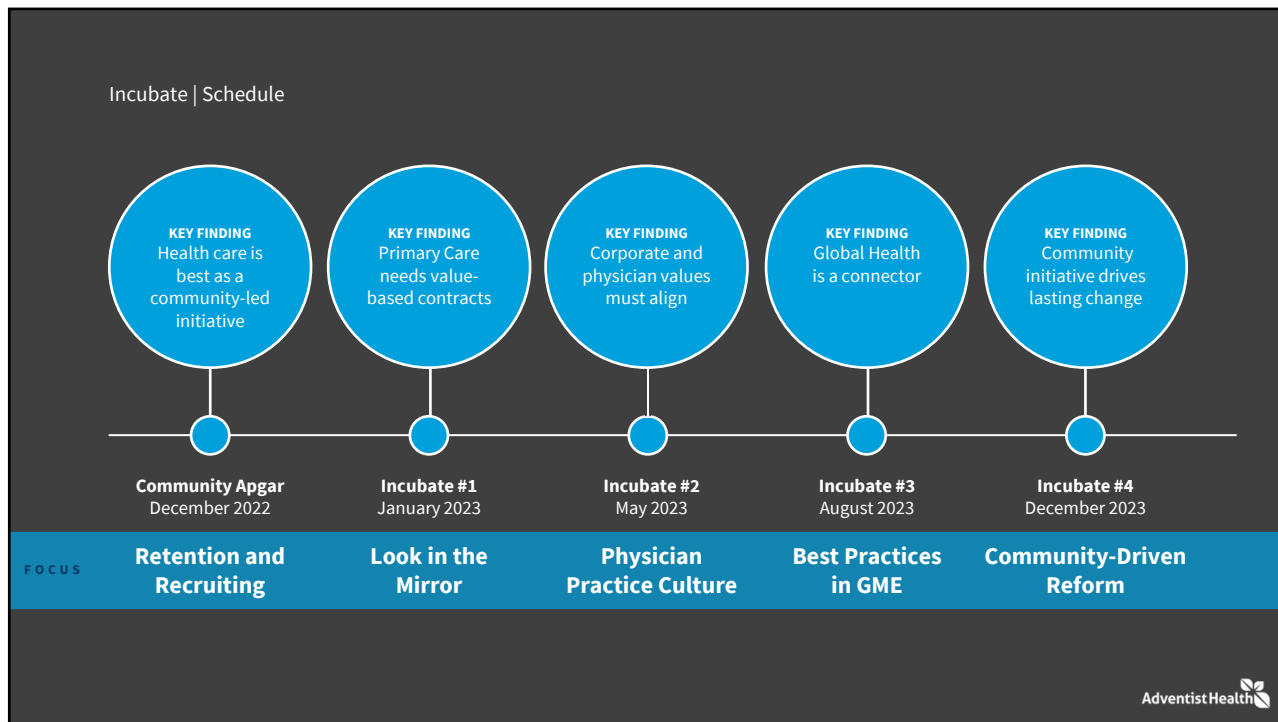 Incubate | Schedule
KEY FINDING
Health care is
best as a
community-led
initiative
KEY FINDING
Primary Care
needs value-
based contracts
KEY FINDING
Corporate and
physician values
must align
KEY FINDING
Global Health
is a connector
KEY FINDING
Community
initiative drives
lasting change
Community Apgar
December 2022
Incubate #1
January 2023
Incubate #2
May 2023
Incubate #3
August 2023
Incubate #4
December 2023
FOCUS
Retention and
Recruiting
Look in the
Mirror
Physician
Practice Culture
Best Practices
in GME
Community-Driven
Reform
Adventist Health